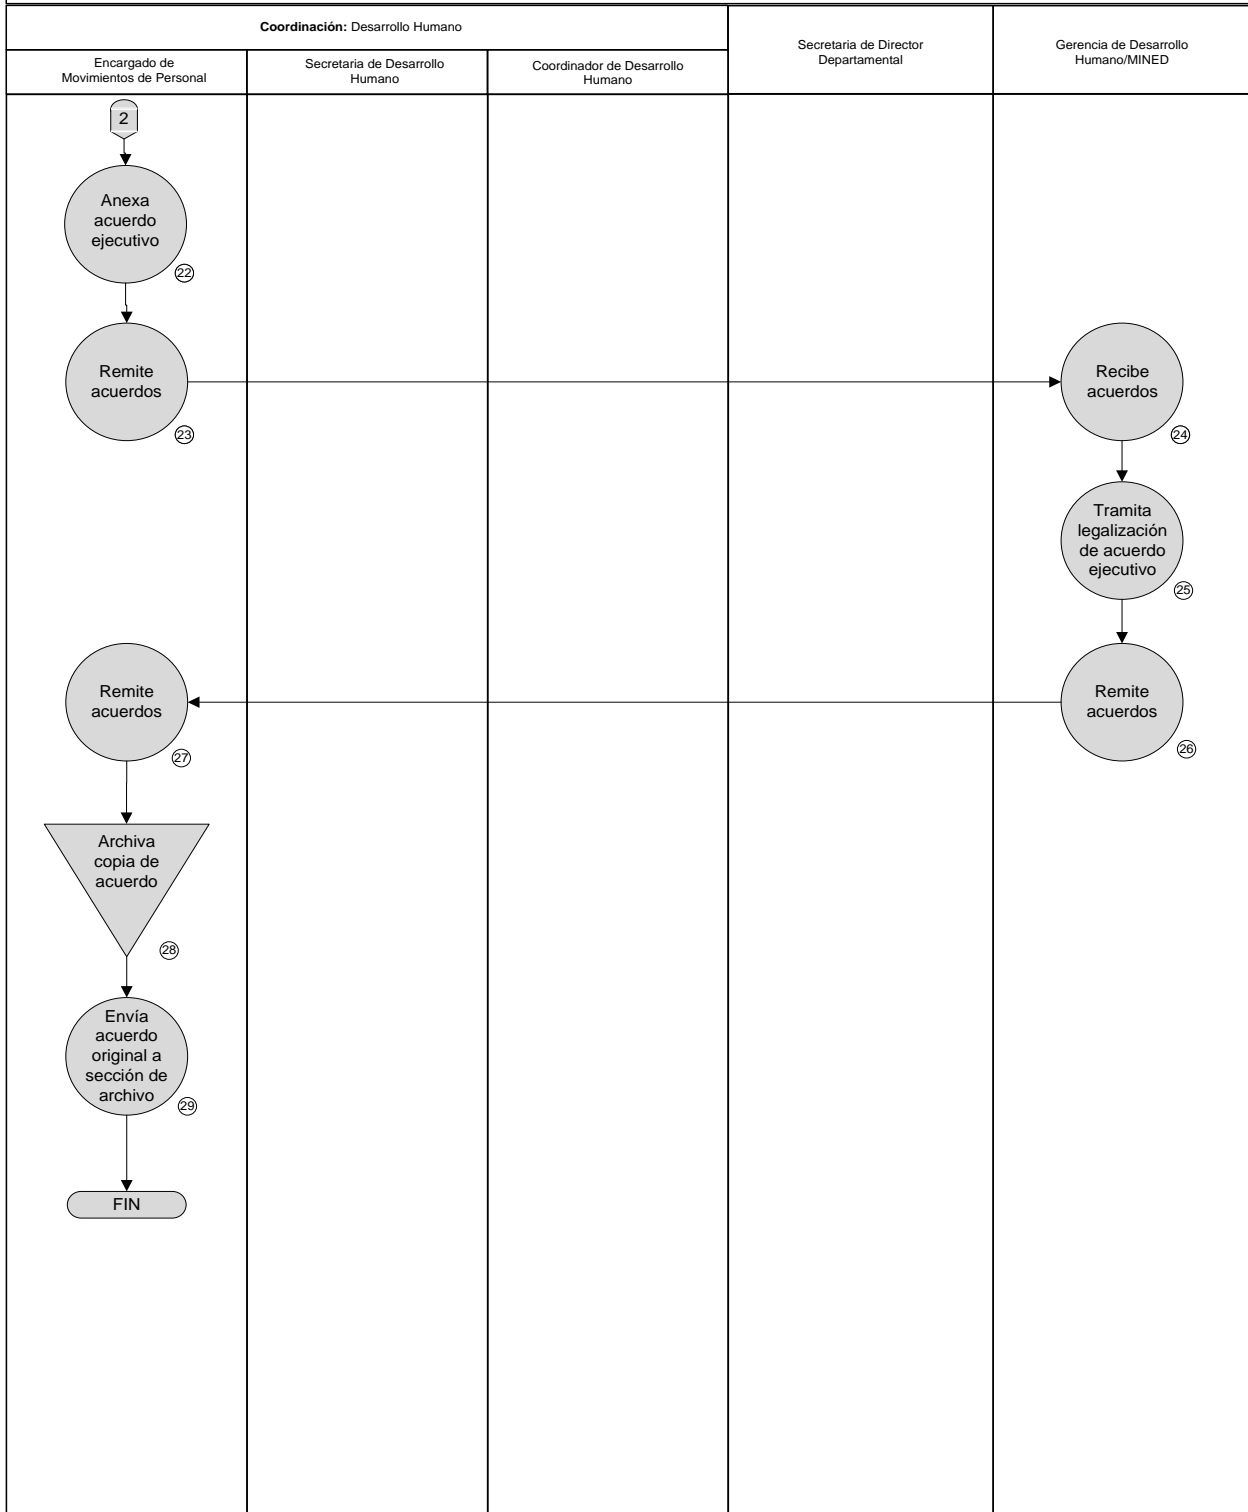 Coordinación: Desarrollo Humano
Secretaria de Director
Departamental
Gerencia de Desarrollo
Humano/MINED
Encargado de
Movimientos de Personal
Secretaria de Desarrollo
Humano
Coordinador de Desarrollo
Humano
2
Anexa
acuerdo
ejecutivo
22
Remite
acuerdos
23
Recibe
acuerdos
24
Tramita
legalización
de acuerdo
ejecutivo
25
Remite
acuerdos
26
Remite
acuerdos
27
Archiva
copia de
acuerdo
28
Envía
acuerdo
original a
sección de
archivo
29
FIN